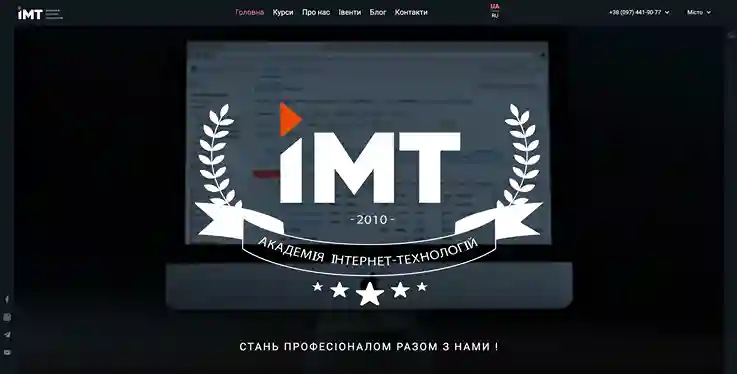 iMT
Головна Курси Про нас Івенти Блог Контакти
UA
RU
+38 (097) 441-90-77
Місто
iMT
-2010-
АКАДЕМІЯ ІНТЕРНЕТ-ТЕХНОЛОГІЙ
СТАНЬ ПРОФЕСІОНАЛОМ РАЗОМ З НАМИ !